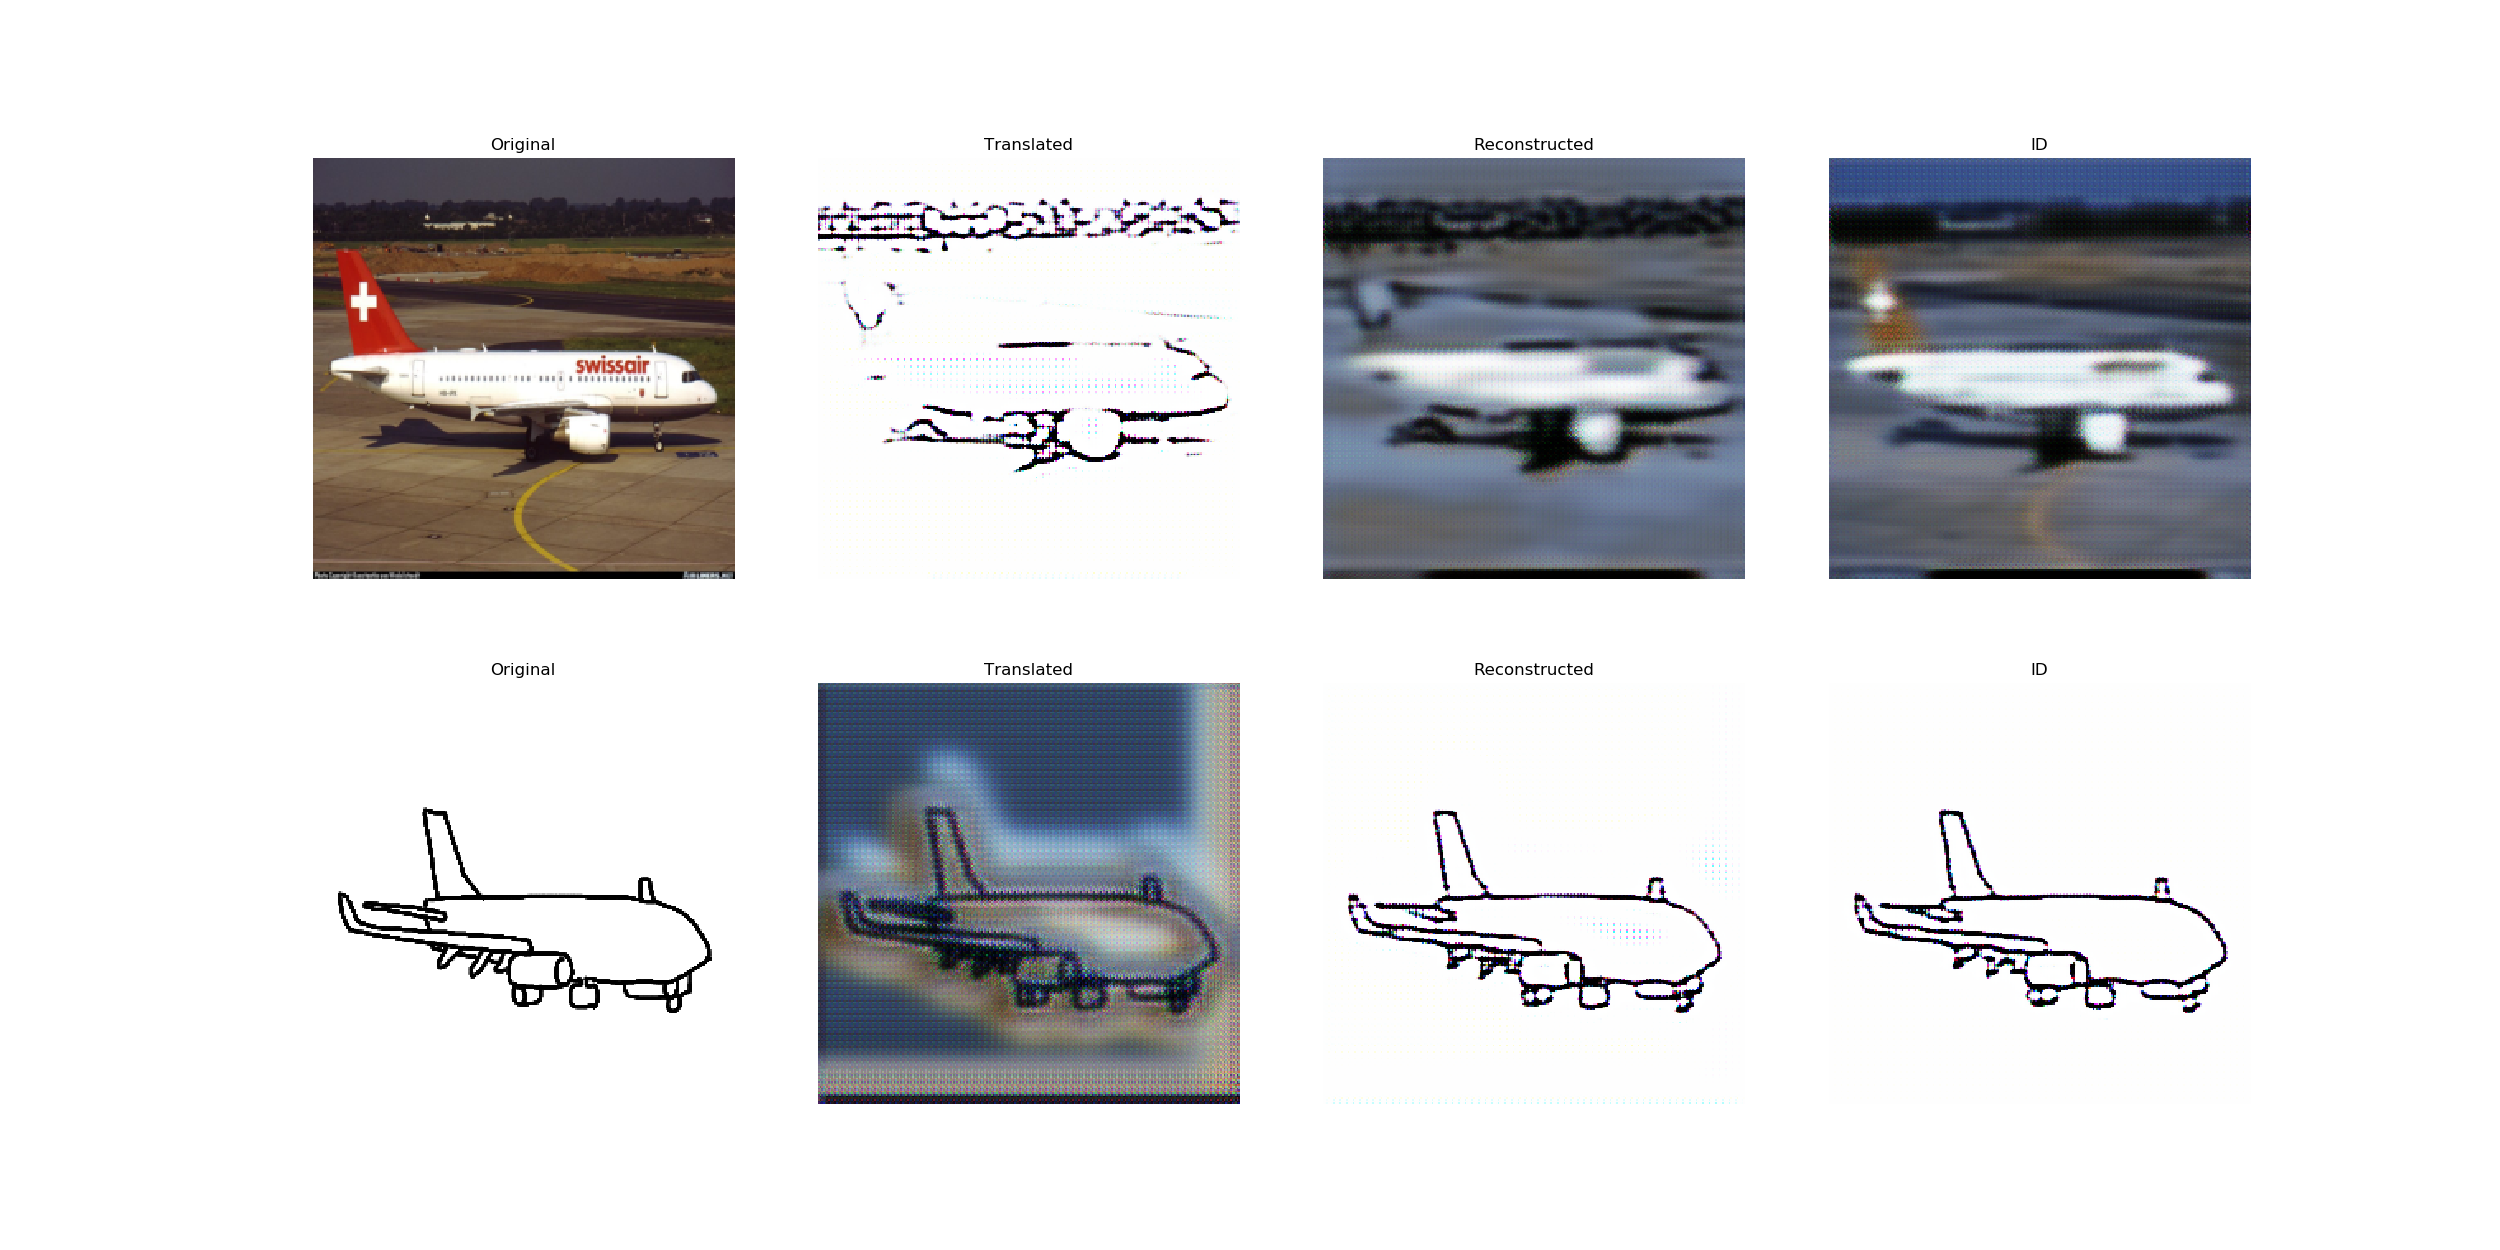 Original
Translated
Reconstructed
ID
swissair
Original
Translated
Reconstructed
ID